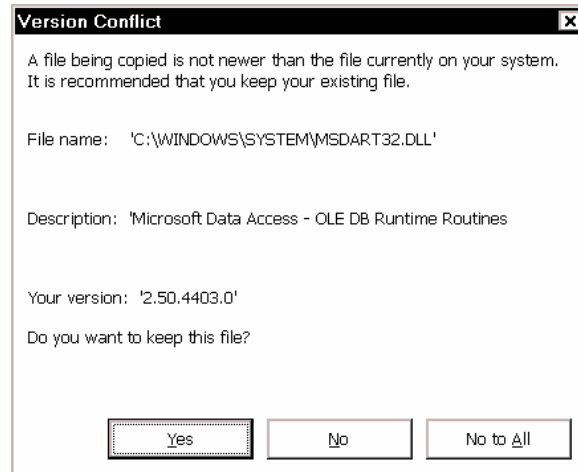 Version Conflict
A file being copied is not newer than the file currently on your system.
It is recommended that you keep your existing file.
File name: 'C:\WINDOWS\SYSTEM\MSDART32.DLL'
Description: 'Microsoft Data Access - OLE DB Runtime Routines
Your version: '2.50.4403.0'
Do you want to keep this file?
Yes No No to All